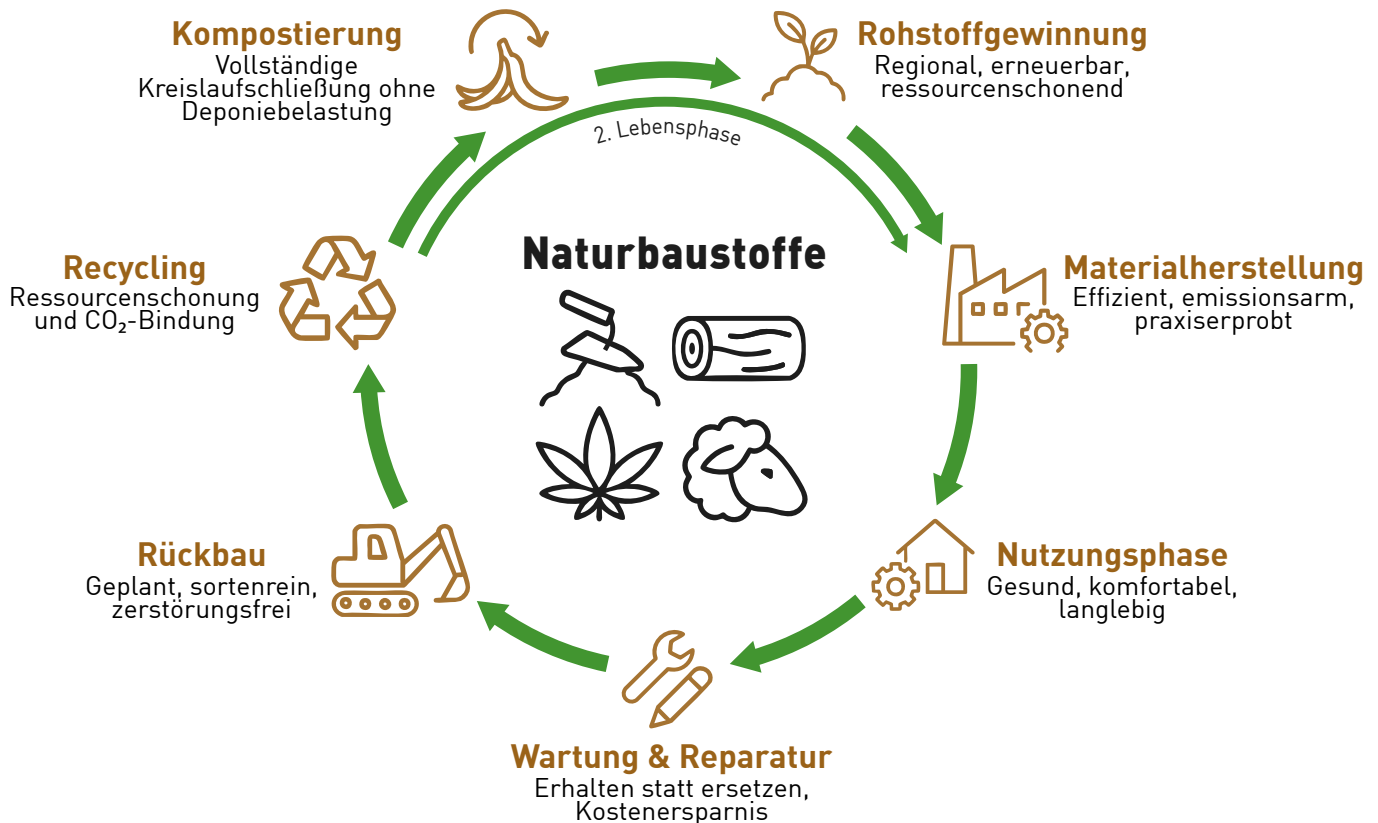 Kompostierung
Vollständige
Kreislaufschließung ohne
Deponiebelastung
Rohstoffgewinnung
Regional, erneuerbar,
ressourcenschonend
2. Lebensphase
Naturbaustoffe
Recycling
Ressourcenschonung
und CO₂-Bindung
Materialherstellung
Effizient, emissionsarm,
praxiserprobt
Rückbau
Geplant, sortenrein,
zerstörungsfrei
Nutzungsphase
Gesund, komfortabel,
langlebig
Wartung & Reparatur
Erhalten statt ersetzen,
Kostenersparnis